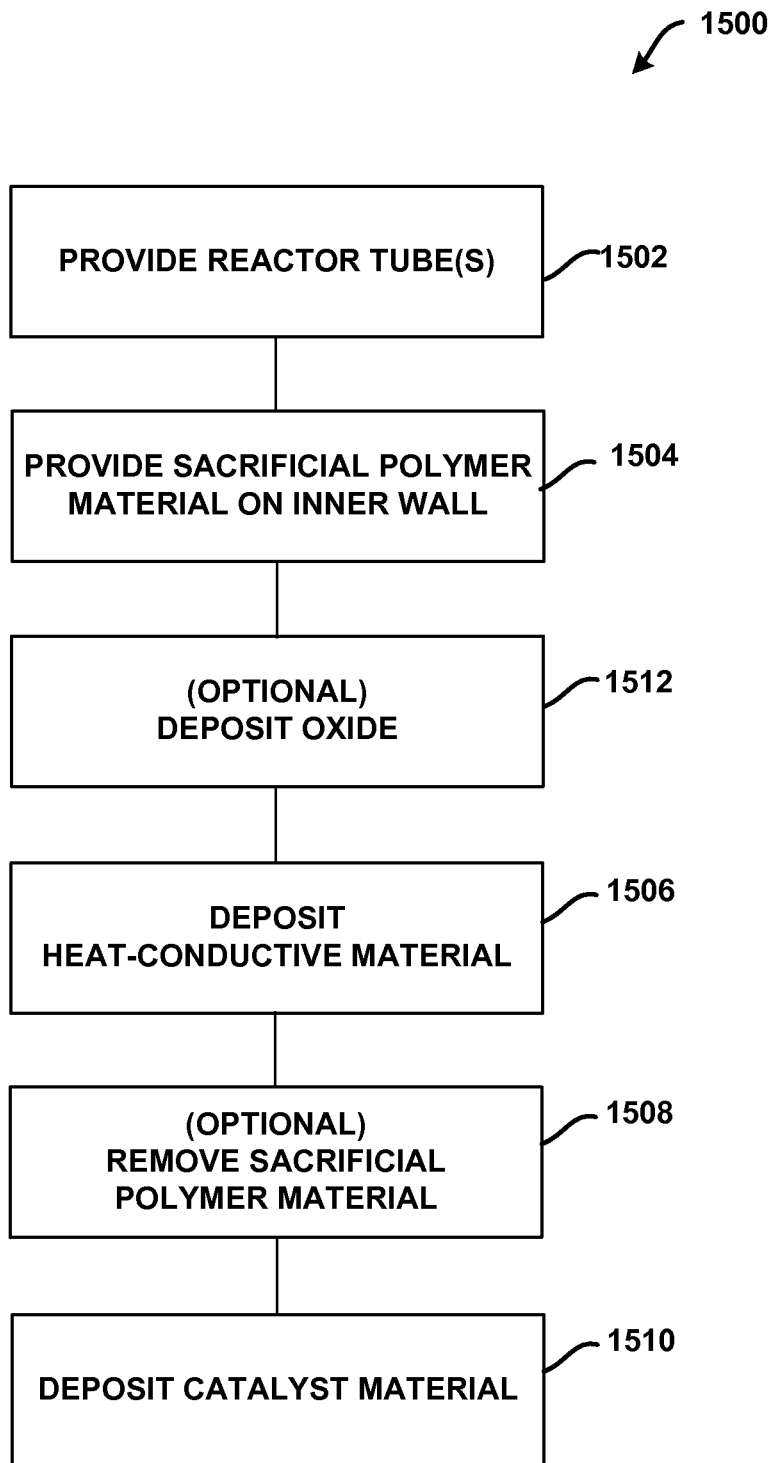 1500
PROVIDE REACTOR TUBE(S)
1502
PROVIDE SACRIFICIAL POLYMER
MATERIAL ON INNER WALL
1504
(OPTIONAL)
DEPOSIT OXIDE
1512
DEPOSIT
HEAT-CONDUCTIVE MATERIAL
1506
(OPTIONAL)
REMOVE SACRIFICIAL
POLYMER MATERIAL
1508
DEPOSIT CATALYST MATERIAL
1510